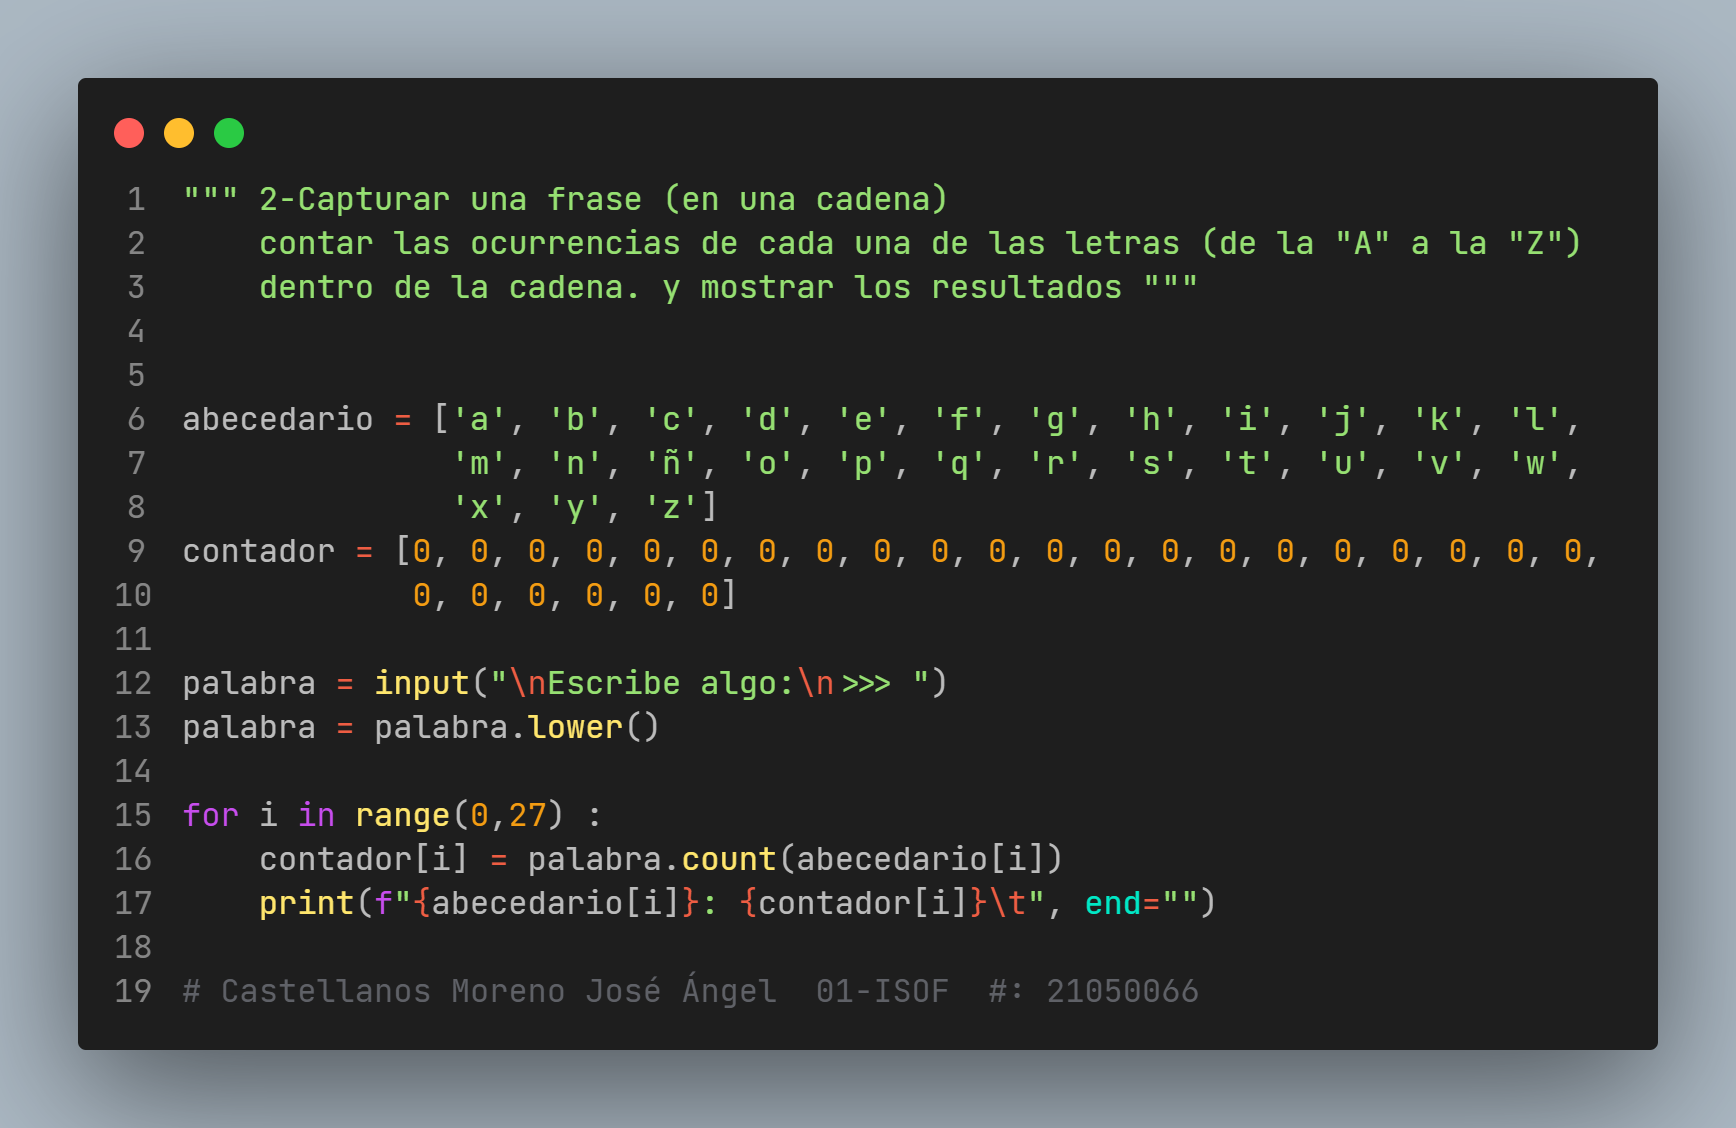 1 """ 2-Capturar una frase (en una cadena)
2     contar las ocurrencias de cada una de las letras (de la "A" a la "Z")
3     dentro de la cadena. y mostrar los resultados """
4
5
6 abecedario = ['a', 'b', 'c', 'd', 'e', 'f', 'g', 'h', 'i', 'j', 'k', 'l',
7               'm', 'n', 'ñ', 'o', 'p', 'q', 'r', 's', 't', 'u', 'v', 'w',
8               'x', 'y', 'z']
9 contador = [0, 0, 0, 0, 0, 0, 0, 0, 0, 0, 0, 0, 0, 0, 0, 0, 0, 0, 0, 0, 0,
10             0, 0, 0, 0, 0, 0]
11
12 palabra = input("\nEscribe algo:\n>>> ")
13 palabra = palabra.lower()
14
15 for i in range(0,27) :
16     contador[i] = palabra.count(abecedario[i])
17     print(f"{abecedario[i]}: {contador[i]}\t", end="")
18
19 # Castellanos Moreno José Ángel  01-ISOF  #: 21050066